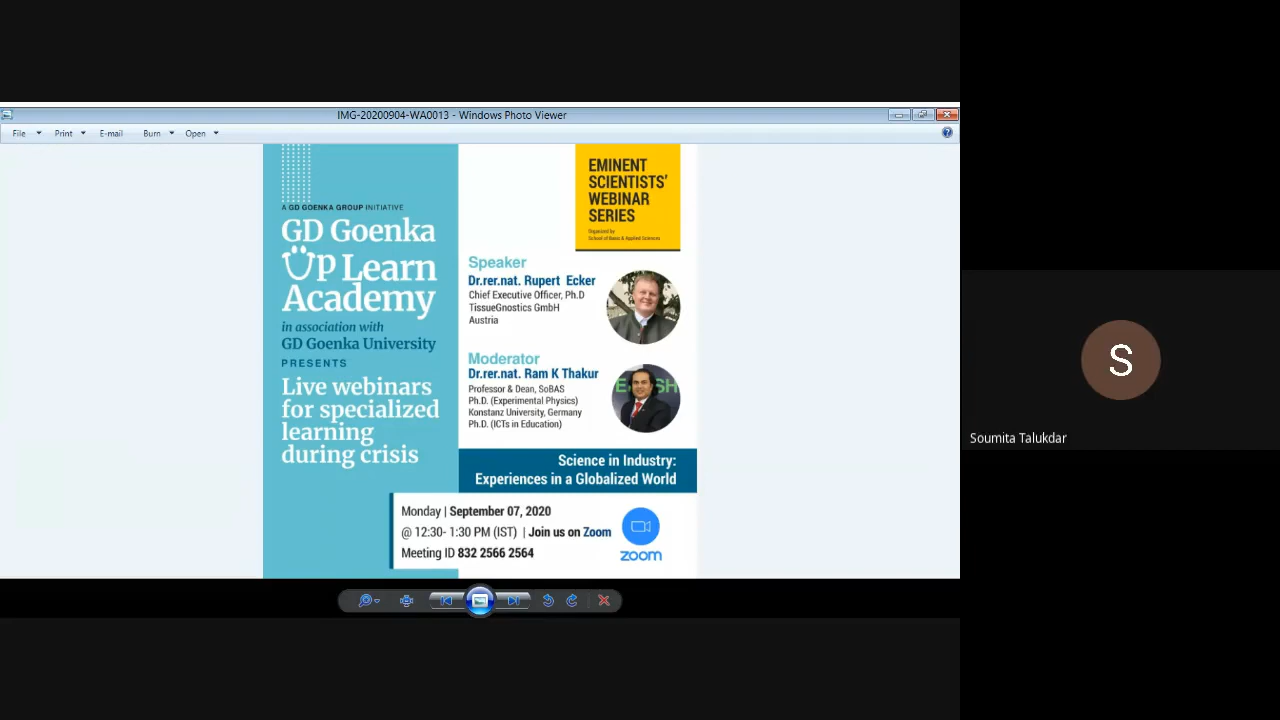 IMG-20200904-WA0013 - Windows Photo Viewer
File Print E-mail Burn Open
A GD GOENKA GROUP INITIATIVE
GD Goenka
Up Learn
Academy
in association with
GD Goenka University
PRESENTS
Live webinars
for specialized
learning
during crisis
EMINENT
SCIENTISTS'
WEBINAR
SERIES
Organized by
School of Basic & Applied Sciences
Speaker
Dr.rer.nat. Rupert Ecker
Chief Executive Officer, Ph.D
TissueGnostics GmbH
Austria
Moderator
Dr.rer.nat. Ram K Thakur
Professor & Dean, SoBAS
Ph.D. (Experimental Physics)
Konstanz University, Germany
Ph.D. (ICTs in Education)
Science in Industry:
Experiences in a Globalized World
Monday | September 07, 2020
@ 12:30- 1:30 PM (IST) | Join us on Zoom
Meeting ID 832 2566 2564
zoom
S
Soumita Talukdar